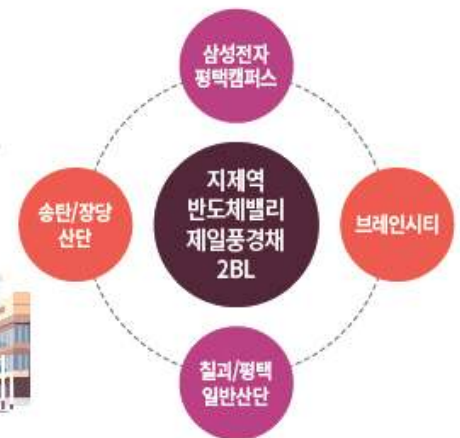 삼성전자
평택캠퍼스
송탄/장당
산단
지제역
반도체밸리
제일풍경채
2BL
브레인시티
칠괴/평택
일반산단